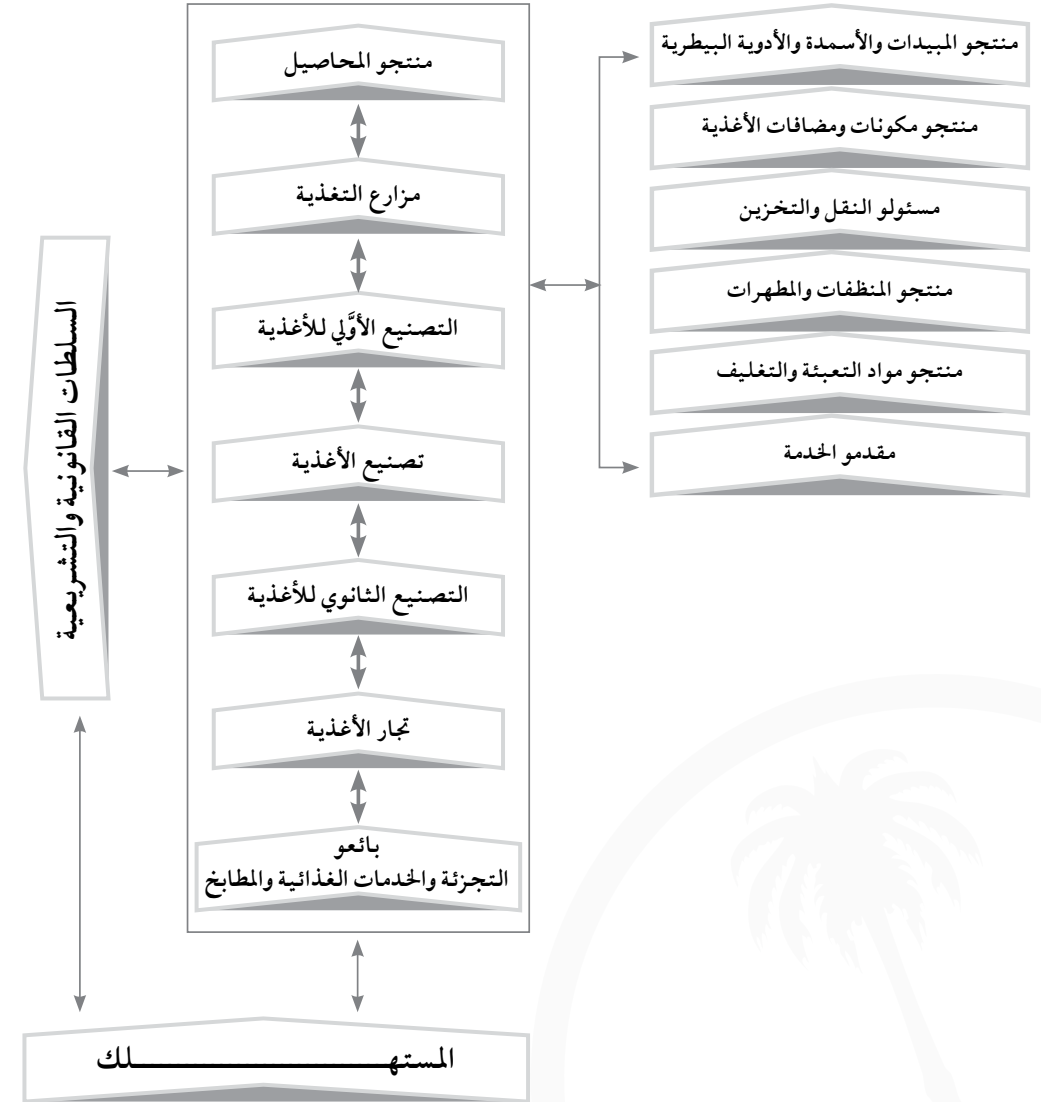 منتجو المحاصيل
مزارع التغذية
التصنيع الأوَّلي للأغذية
تصنيع الأغذية
التصنيع الثانوي للأغذية
تجار الأغذية
بائعو
التجزئة والخدمات الغذائية والمطابخ
منتجو المبيدات والأسمدة والأدوية البيطرية
منتجو مكونات ومضافات الأغذية
مسئولو النقل والتخزين
منتجو المنظفات والمطهرات
منتجو مواد التعبئة والتغليف
مقدمو الخدمة
السلطات القانونية والتشريعية
المستهـــــــــــــــــــــلك